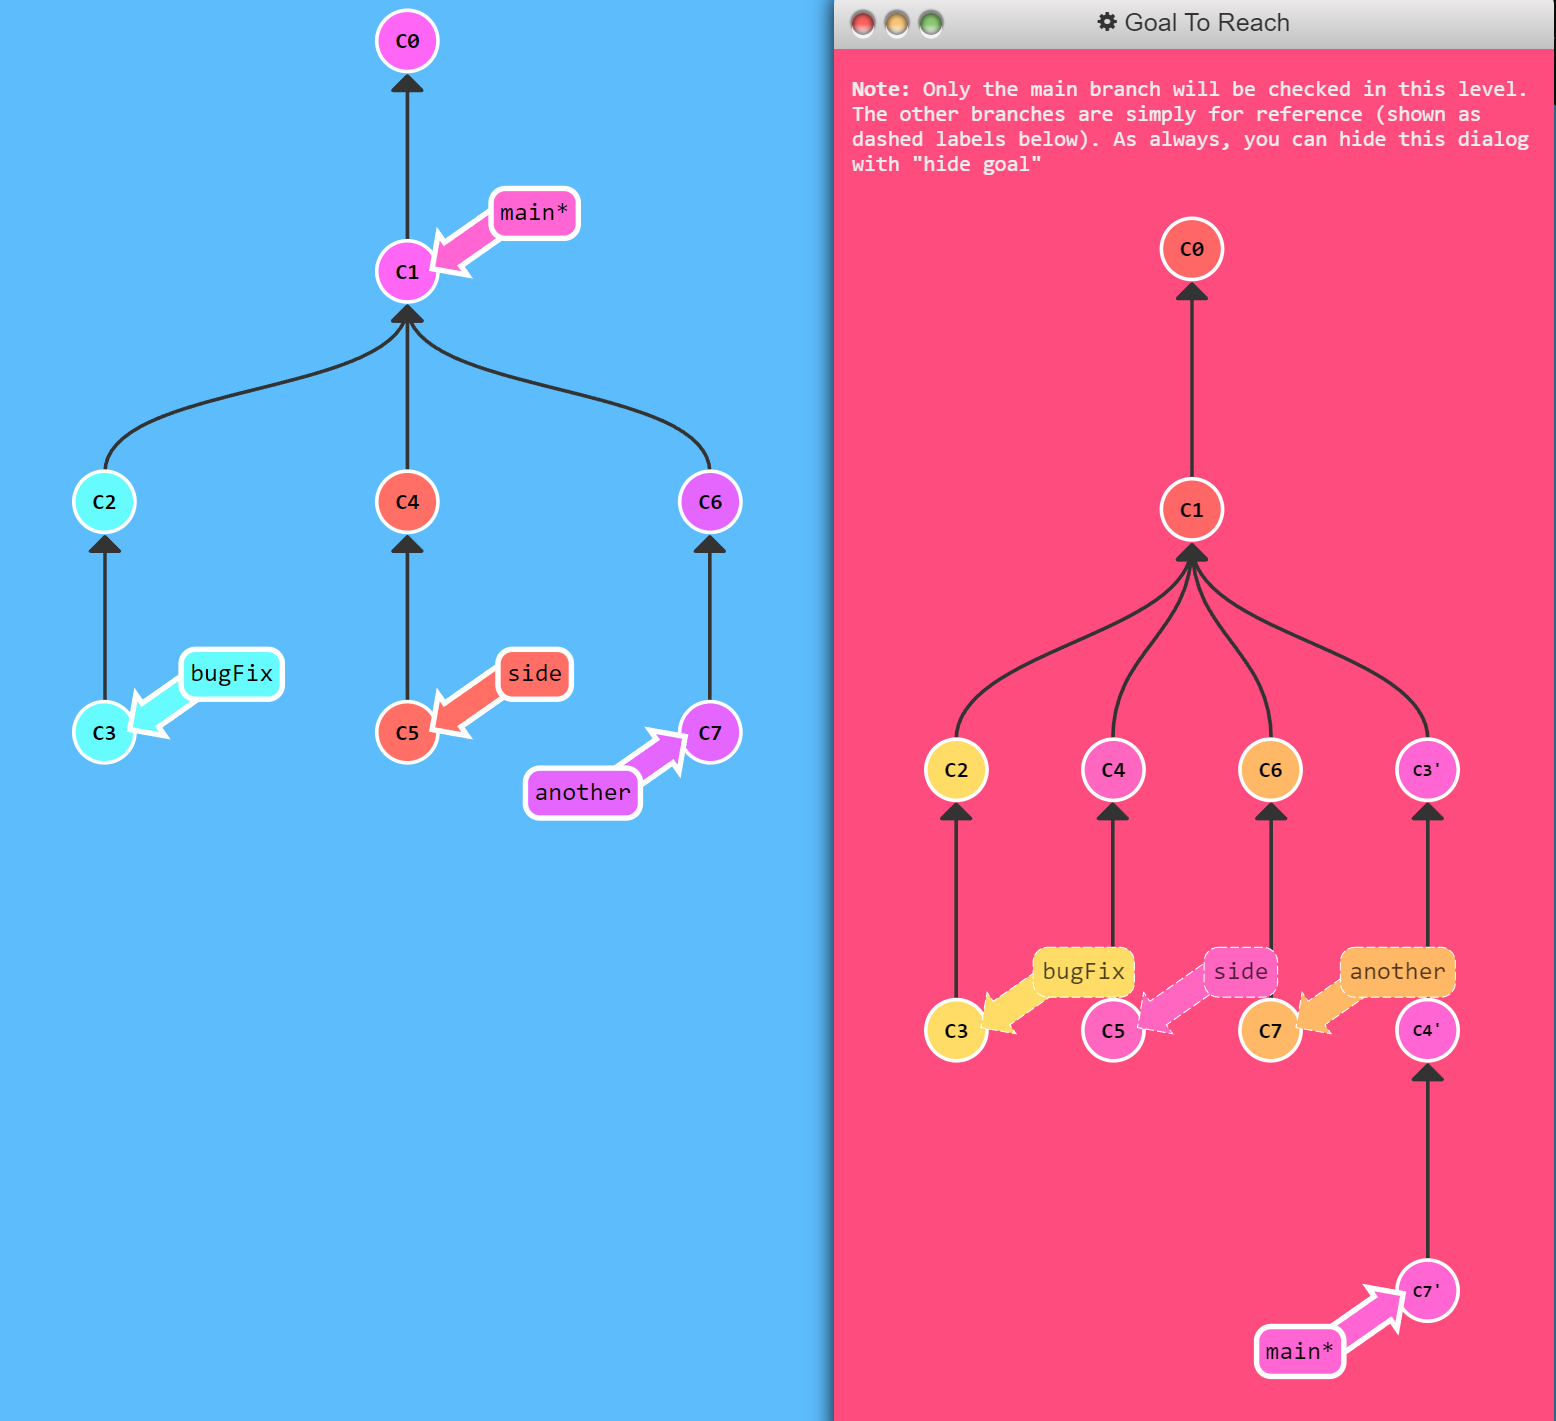 C0
main*
C1
C2
C4
C6
bugFix
side
C3
C5
C7
another
Goal To Reach
Note: Only the main branch will be checked in this level.
The other branches are simply for reference (shown as
dashed labels below). As always, you can hide this dialog
with "hide goal"
C0
C1
C2
C4
C6
C3'
bugFix
side
another
C3
C5
C7
C4'
C7'
main*